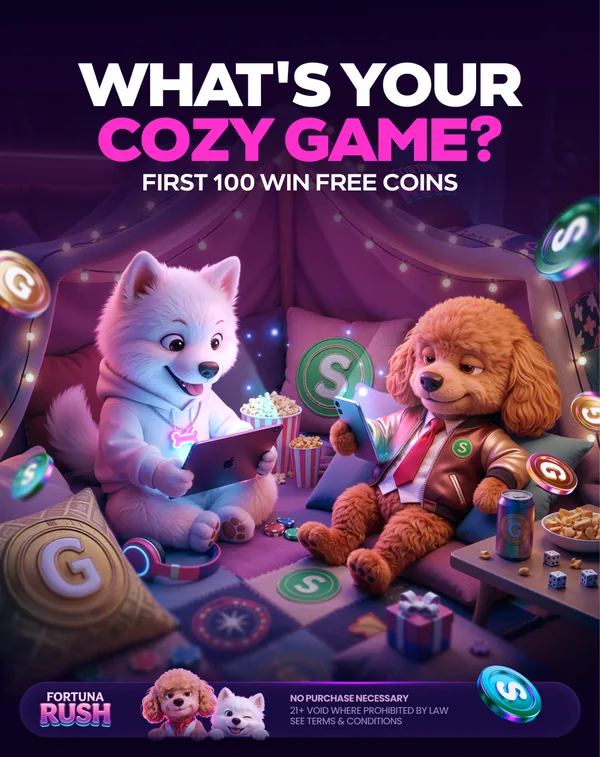 WHAT'S YOUR
COZY GAME?
FIRST 100 WIN FREE COINS
G
S
S
G
S
S
G
G
S
FORTUNA
RUSH
NO PURCHASE NECESSARY
21+ VOID WHERE PROHIBITED BY LAW
SEE TERMS & CONDITIONS
S